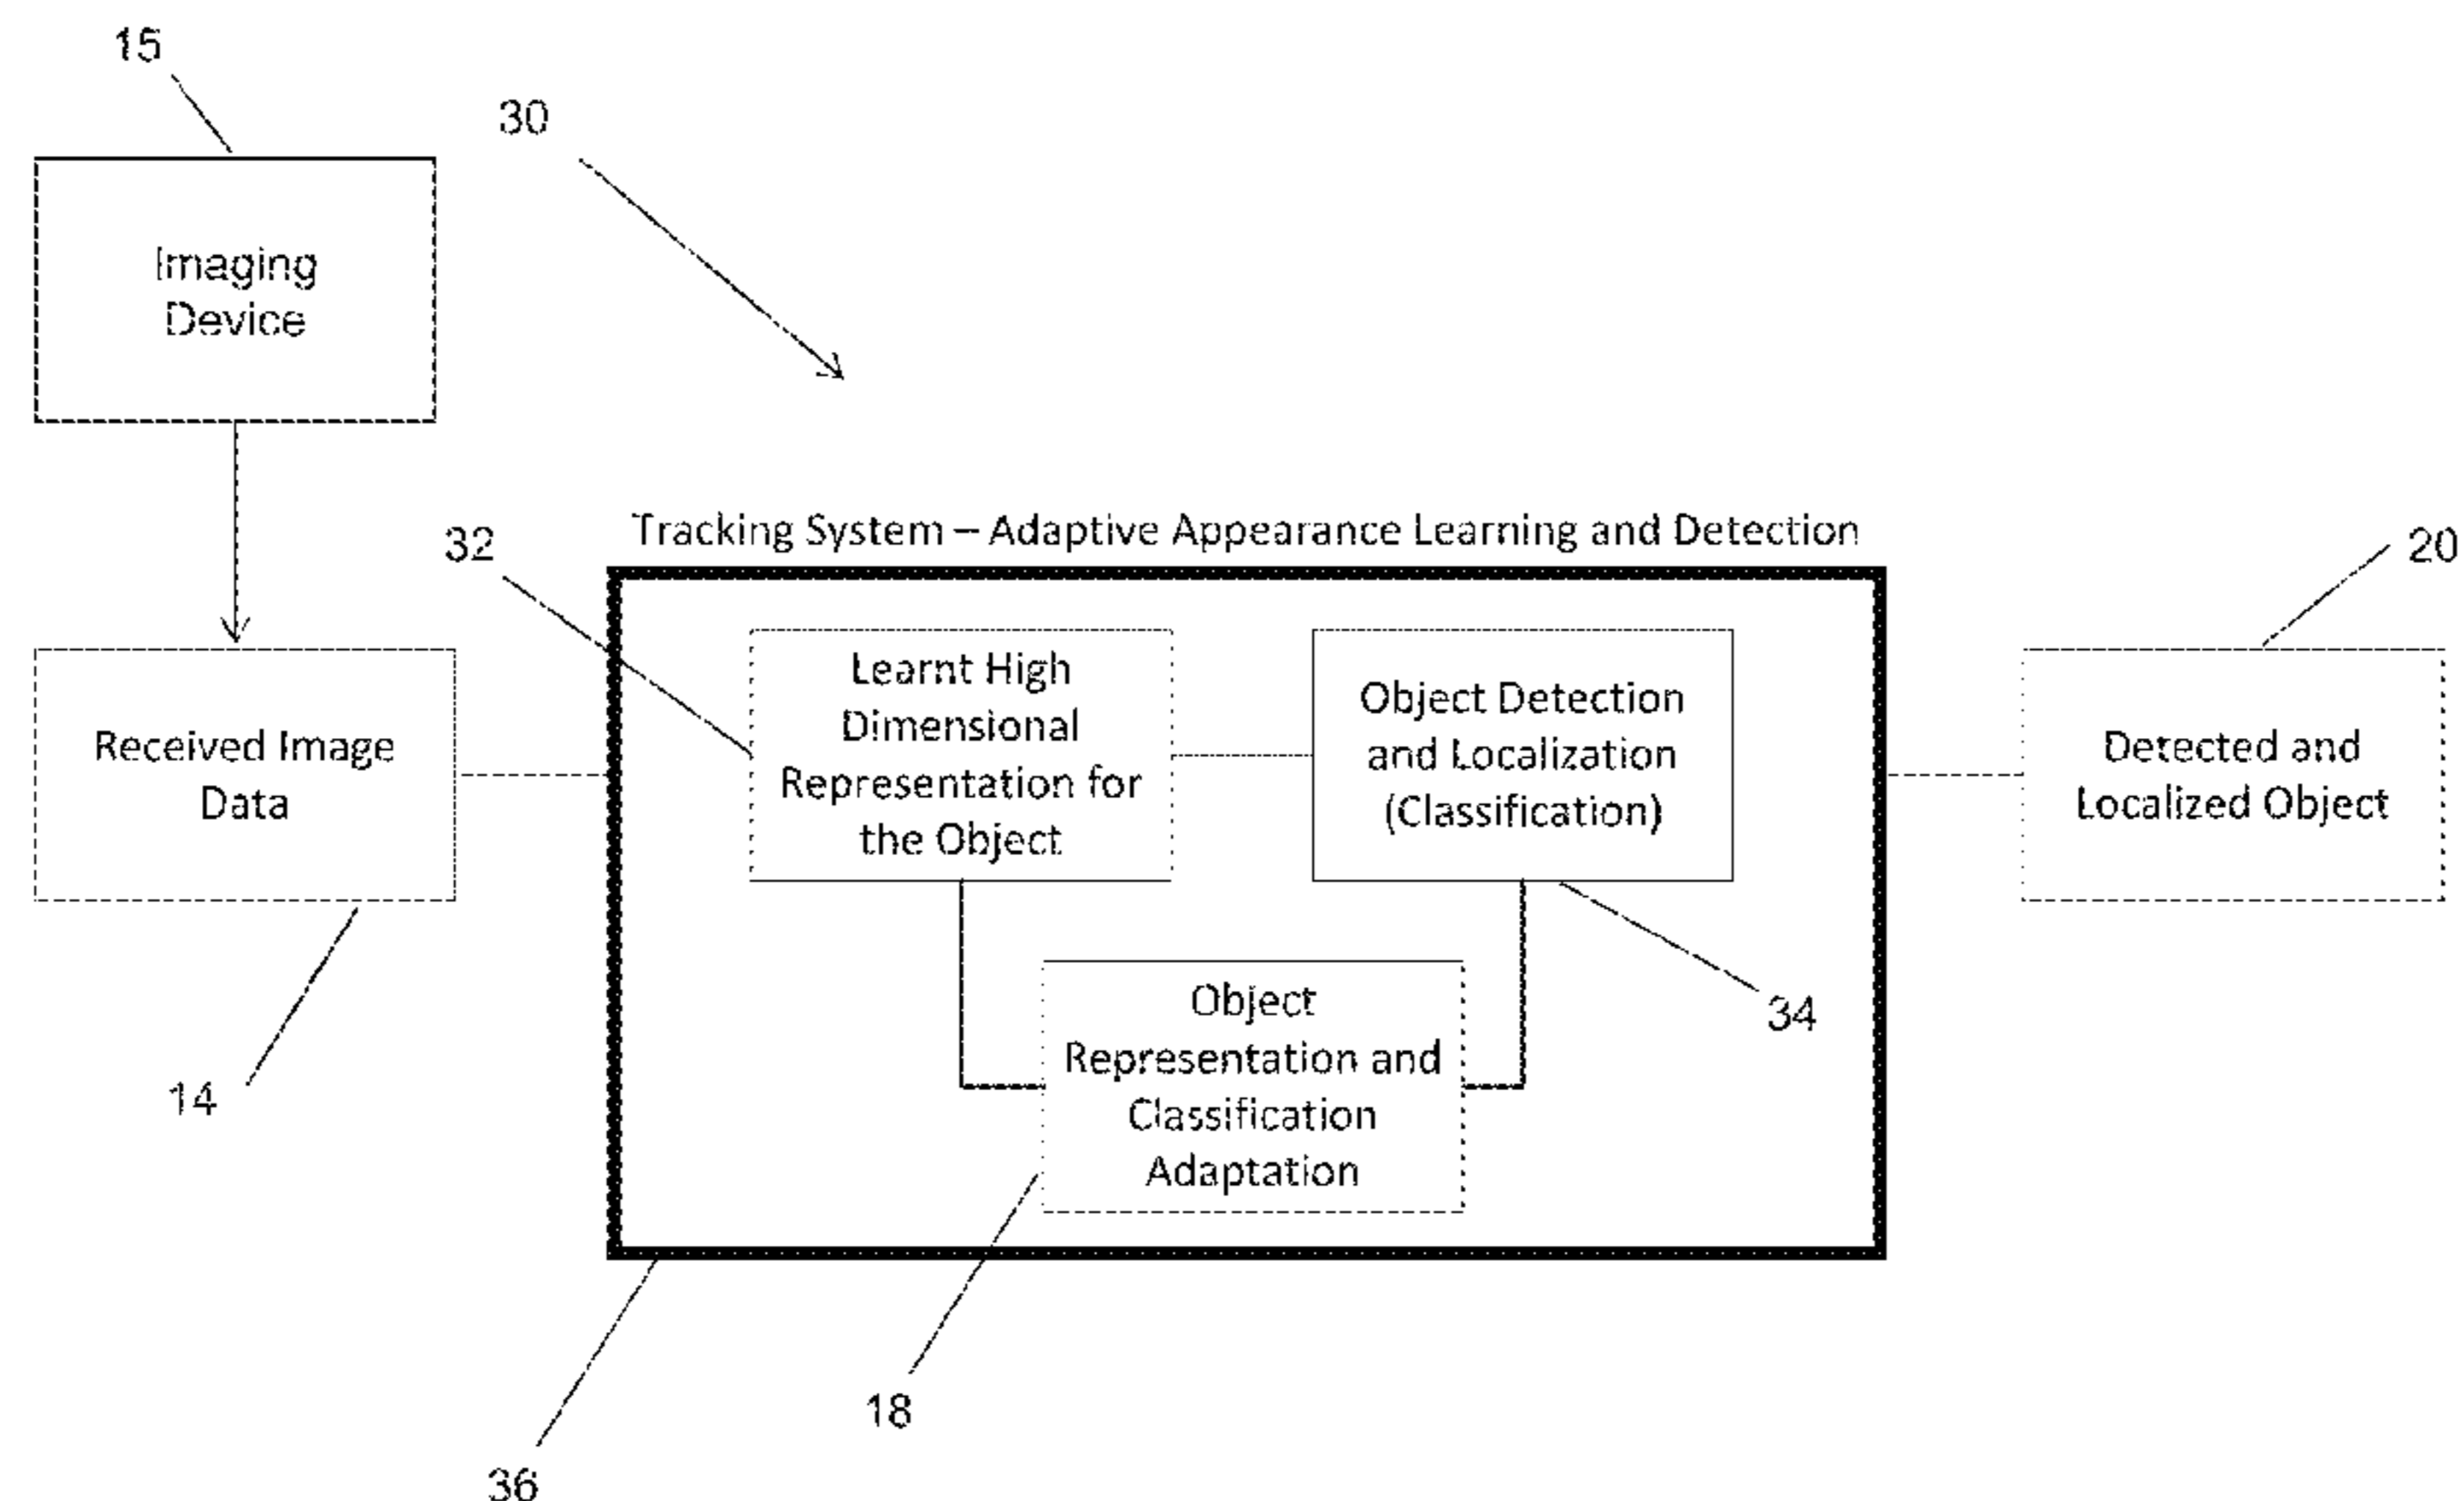 15
30
Imaging
Device
32
Tracking System – Adaptive Appearance Learning and Detection
20
Received Image
Data
Learnt High
Dimensional
Representation for
the Object
Object Detection
and Localization
(Classification)
Detected and
Localized Object
14
Object
Representation and
Classification
Adaptation
34
18
36